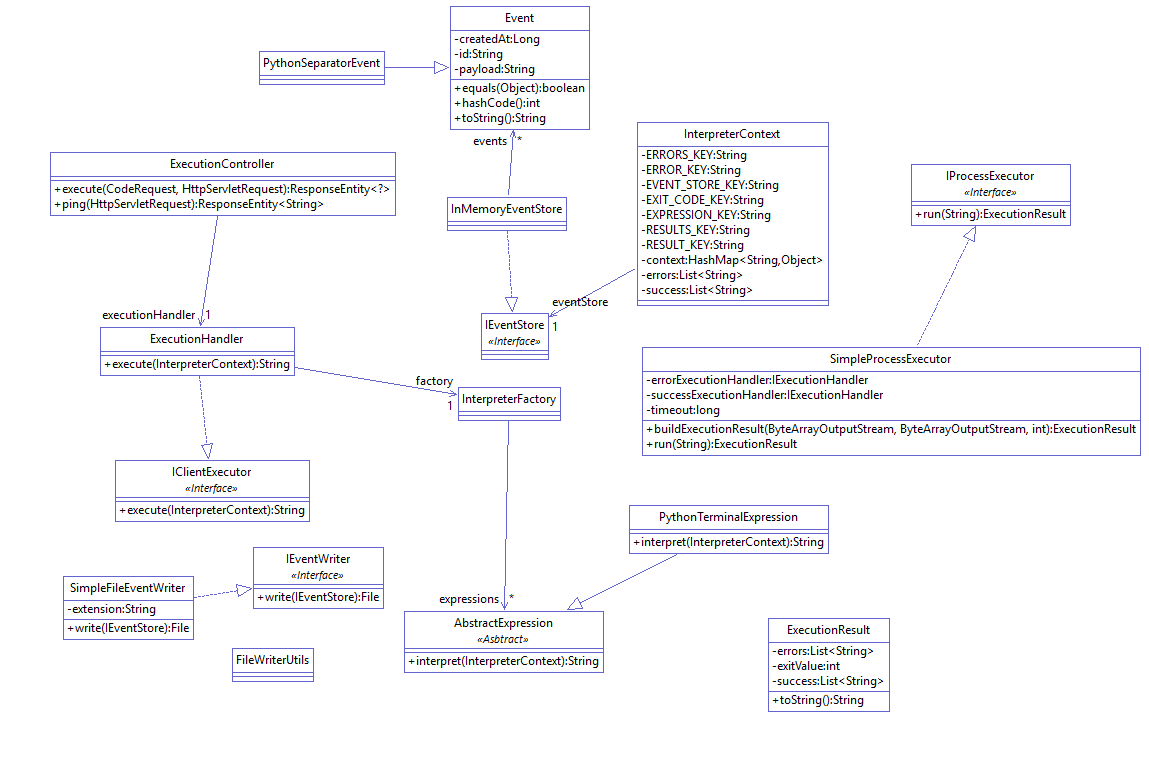 Event
-createdAt:Long
-id:String
-payload:String
+equals(Object):boolean
+hashCode():int
+toString():String
PythonSeparatorEvent
events
*
InterpreterContext
-ERRORS_KEY:String
-ERROR_KEY:String
-EVENT_STORE_KEY:String
-EXIT_CODE_KEY:String
-EXPRESSION_KEY:String
-RESULTS_KEY:String
-RESULT_KEY:String
-context:HashMap<String,Object>
-errors:List<String>
-success:List<String>
ExecutionController
+execute(CodeRequest, HttpServletRequest):ResponseEntity<?>
+ping(HttpServletRequest):ResponseEntity<String>
IProcessExecutor
«Interface»
+run(String):ExecutionResult
InMemoryEventStore
eventStore
1
executionHandler
1
IEventStore
«Interface»
ExecutionHandler
+execute(InterpreterContext):String
SimpleProcessExecutor
-errorExecutionHandler:IExecutionHandler
-successExecutionHandler:IExecutionHandler
-timeout:long
+buildExecutionResult(ByteArrayOutputStream, ByteArrayOutputStream, int):ExecutionResult
+run(String):ExecutionResult
factory
1
InterpreterFactory
IClientExecutor
«Interface»
+execute(InterpreterContext):String
PythonTerminalExpression
+interpret(InterpreterContext):String
IEventWriter
«Interface»
+write(IEventStore):File
SimpleFileEventWriter
-extension:String
+write(IEventStore):File
expressions
*
AbstractExpression
«Asbtract»
+interpret(InterpreterContext):String
FileWriterUtils
ExecutionResult
-errors:List<String>
-exitValue:int
-success:List<String>
+toString():String